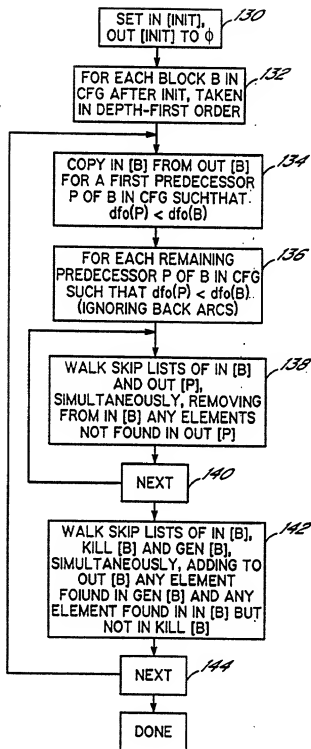 SET IN [INIT],
OUT [INIT] TO ϕ
130
FOR EACH BLOCK B IN
CFG AFTER INIT, TAKEN
IN DEPTH-FIRST ORDER
132
COPY IN [B] FROM OUT [B]
FOR A FIRST PREDECESSOR
P OF B IN CFG SUCHTHAT
dfo(P) < dfo(B)
134
FOR EACH REMAINING
PREDECESSOR P OF B IN CFG
SUCH THAT dfo(P) < dfo(B)
(IGNORING BACK ARCS)
136
WALK SKIP LISTS OF IN [B]
AND OUT [P],
SIMULTANEOUSLY, REMOVING
FROM IN [B] ANY ELEMENTS
NOT FOUND IN OUT [P]
138
NEXT
140
WALK SKIP LISTS OF IN [B],
KILL [B] AND GEN [B],
SIMULTANEOUSLY, ADDING TO
OUT [B] ANY ELEMENT
FOIUND IN GEN [B] AND ANY
ELEMENT FOUND IN IN [B] BUT
NOT IN KILL [B]
142
NEXT
144
DONE